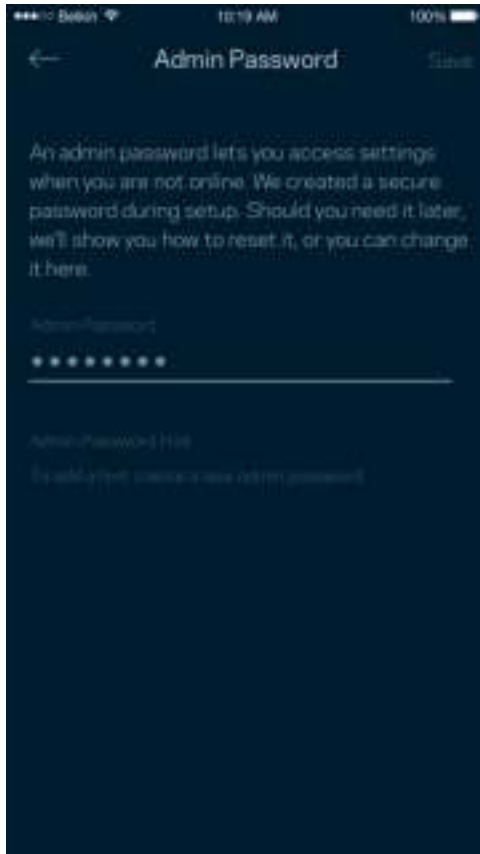 Belkin 10:19 AM 100%
Admin Password Save
An admin password lets you access settings
when you are not online. We created a secure
password during setup. Should you need it later,
we'll show you how to reset it, or you can change
it here.
Admin Password
Admin Password Hint
To add a hint, create a new admin password